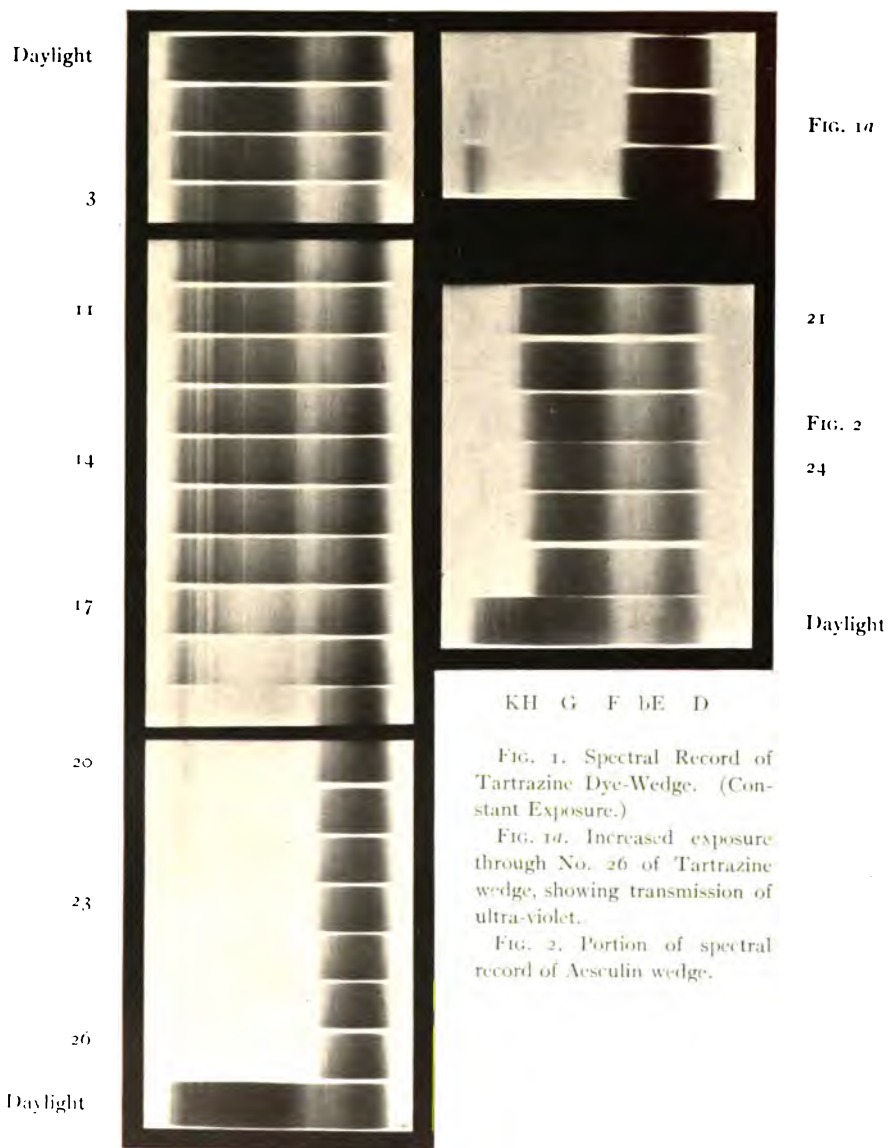 Daylight
3
11
14
17
20
23
26
Daylight
FIG. 1a
21
FIG. 2
24
Daylight
KH G F bE D
FIG. 1. Spectral Record of
Tartrazine Dye-Wedge. (Con-
stant Exposure.)
FIG. 1a. Increased exposure
through No. 26 of Tartrazine
wedge, showing transmission of
ultra-violet.
FIG. 2. Portion of spectral
record of Aesculin wedge.